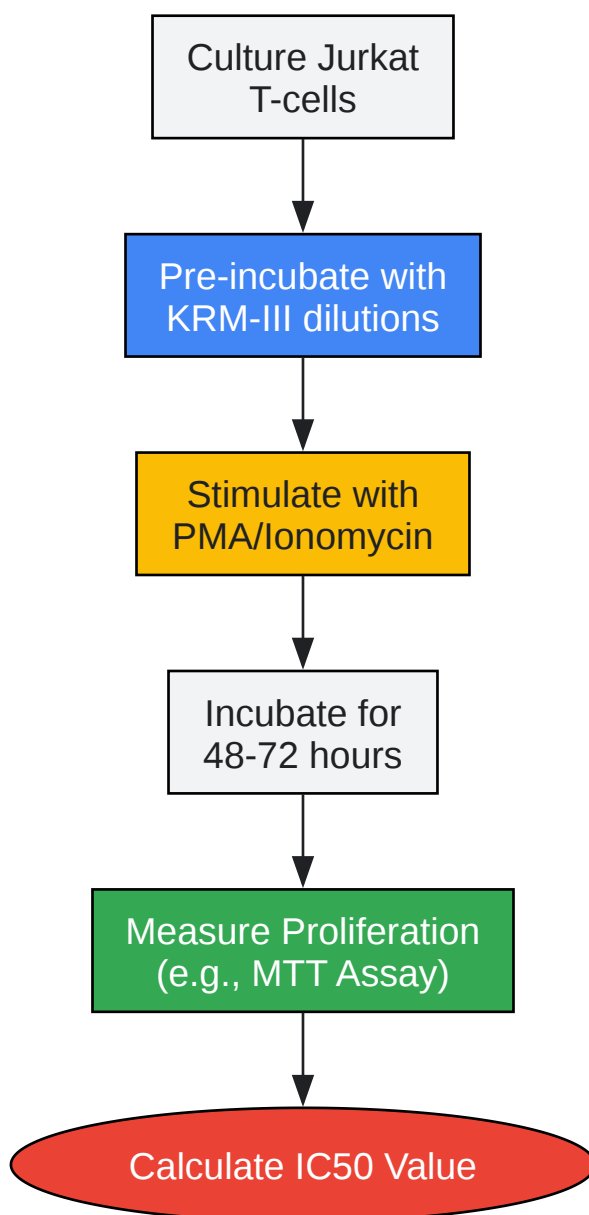 Culture Jurkat
T-cells
Pre-incubate with
KRM-III dilutions
Stimulate with
PMA/Ionomycin
Incubate for
48-72 hours
Measure Proliferation
(e.g., MTT Assay)
Calculate IC50 Value